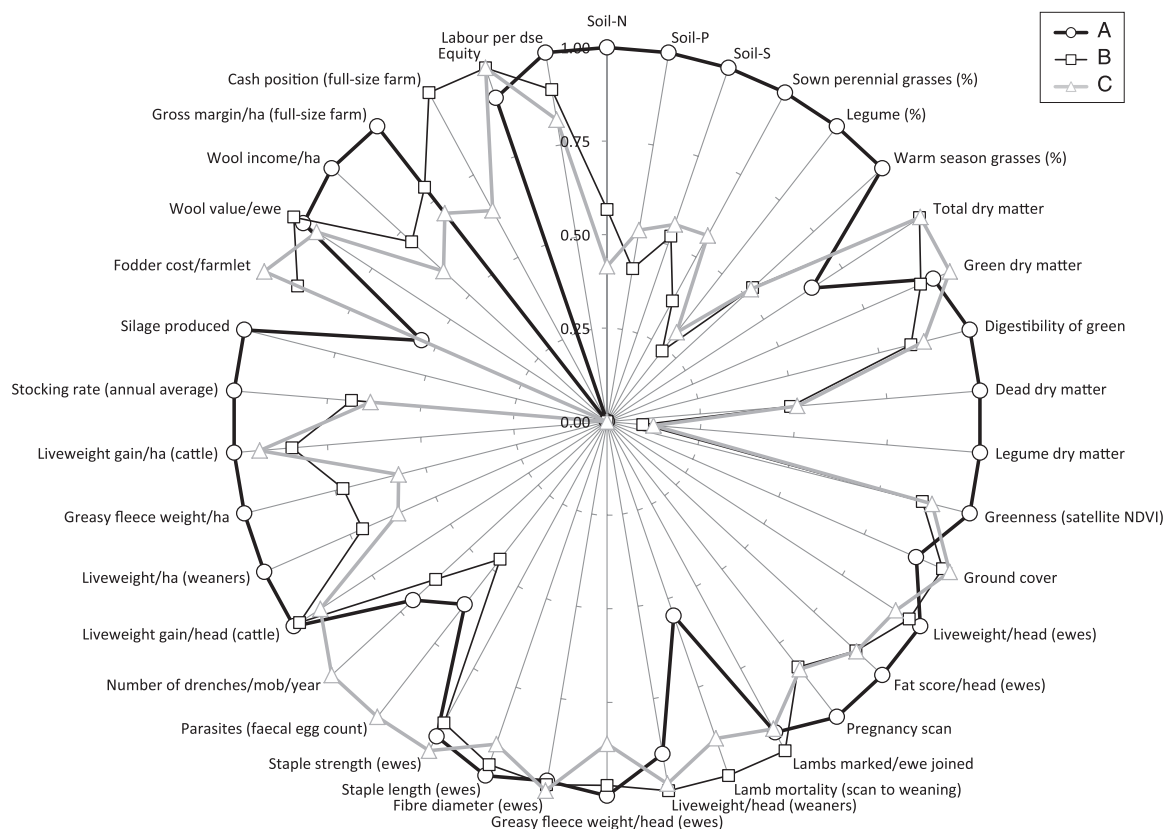 Soil-N
Soil-P
Soil-S
Sown perennial grasses (%)
Legume (%)
Warm season grasses (%)
Total dry matter
Green dry matter
Digestibility of green
Dead dry matter
Legume dry matter
Greenness (satellite NDVI)
Ground cover
Liveweight/head (ewes)
Fat score/head (ewes)
Pregnancy scan
Lambs marked/ewe joined
Lamb mortality (scan to weaning)
Liveweight/head (weaners)
Greasy fleece weight/head (ewes)
Fibre diameter (ewes)
Staple length (ewes)
Staple strength (ewes)
Parasites (faecal egg count)
Number of drenches/mob/year
Liveweight gain/head (cattle)
Liveweight/ha (weaners)
Greasy fleece weight/ha
Liveweight gain/ha (cattle)
Stocking rate (annual average)
Silage produced
Fodder cost/farmlet
Wool value/ewe
Wool income/ha
Gross margin/ha (full-size farm)
Cash position (full-size farm)
Equity
Labour per dse
1.00
0.75
0.50
0.25
0.00
A
B
C